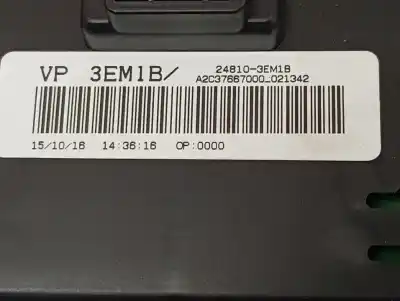 VP 3EM1B/
24810-3EM1B
A2C37667000_021342
15/10/16 14:36:16 OP:0000